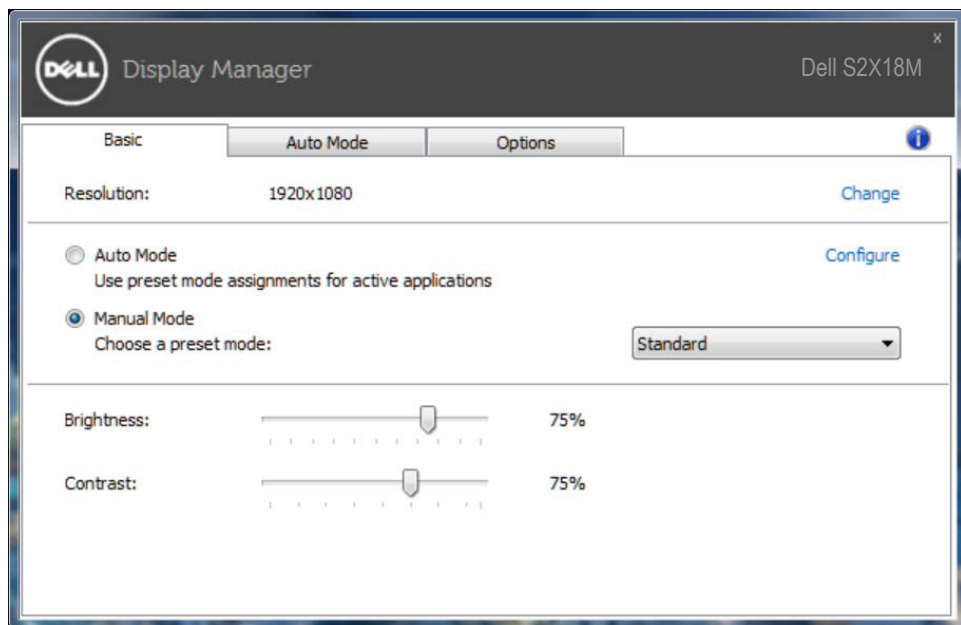 DELL Display Manager
x
Dell S2X18M
Basic Auto Mode Options i
Resolution: 1920x1080 Change
Auto Mode Configure
Use preset mode assignments for active applications
Manual Mode
Choose a preset mode: Standard
Brightness: 75%
Contrast: 75%